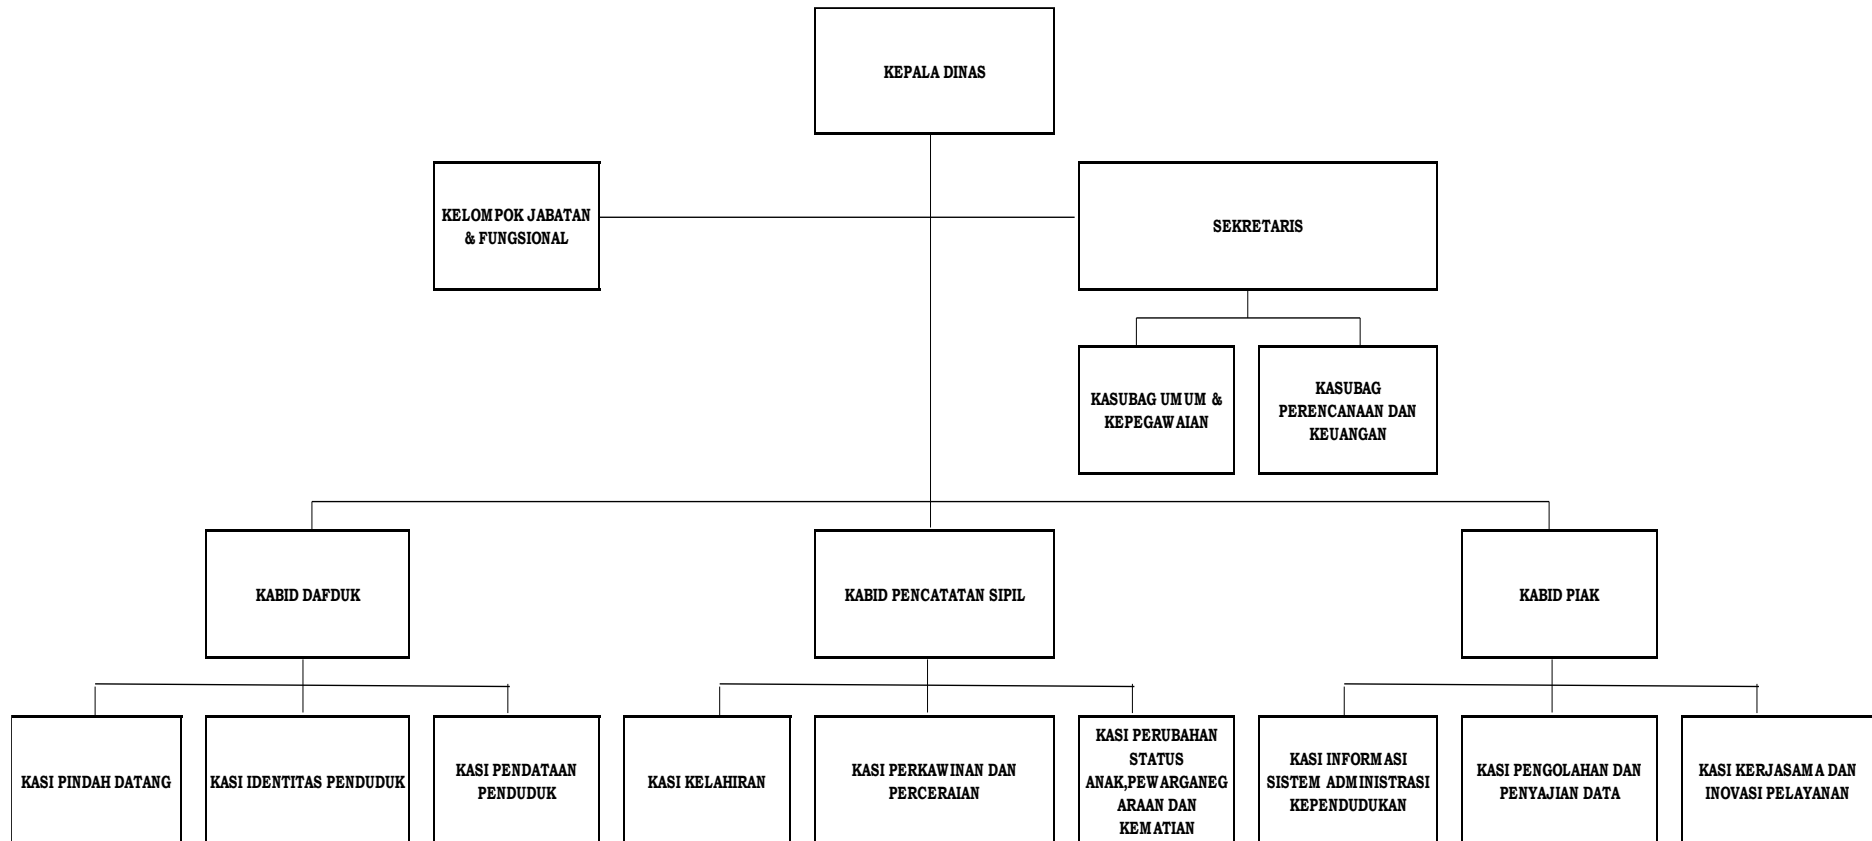 KEPALA DINAS
KELOMPOK JABATAN
& FUNGSIONAL
SEKRETARIS
KASUBAG UMUM &
KEPEGAWAIAN
KASUBAG
PERENCANAAN DAN
KEUANGAN
KABID DAFDUK
KABID PENCATATAN SIPIL
KABID PIAK
KASI PINDAH DATANG
KASI IDENTITAS PENDUDUK
KASI PENDATAAN
PENDUDUK
KASI KELAHIRAN
KASI PERKAWINAN DAN
PERCERAIAN
KASI PERUBAHAN
STATUS
ANAK,PEWARGANEG
ARAAN DAN
KEMATIAN
KASI INFORMASI
SISTEM ADMINISTRASI
KEPENDUDUKAN
KASI PENGOLAHAN DAN
PENYAJIAN DATA
KASI KERJASAMA DAN
INOVASI PELAYANAN